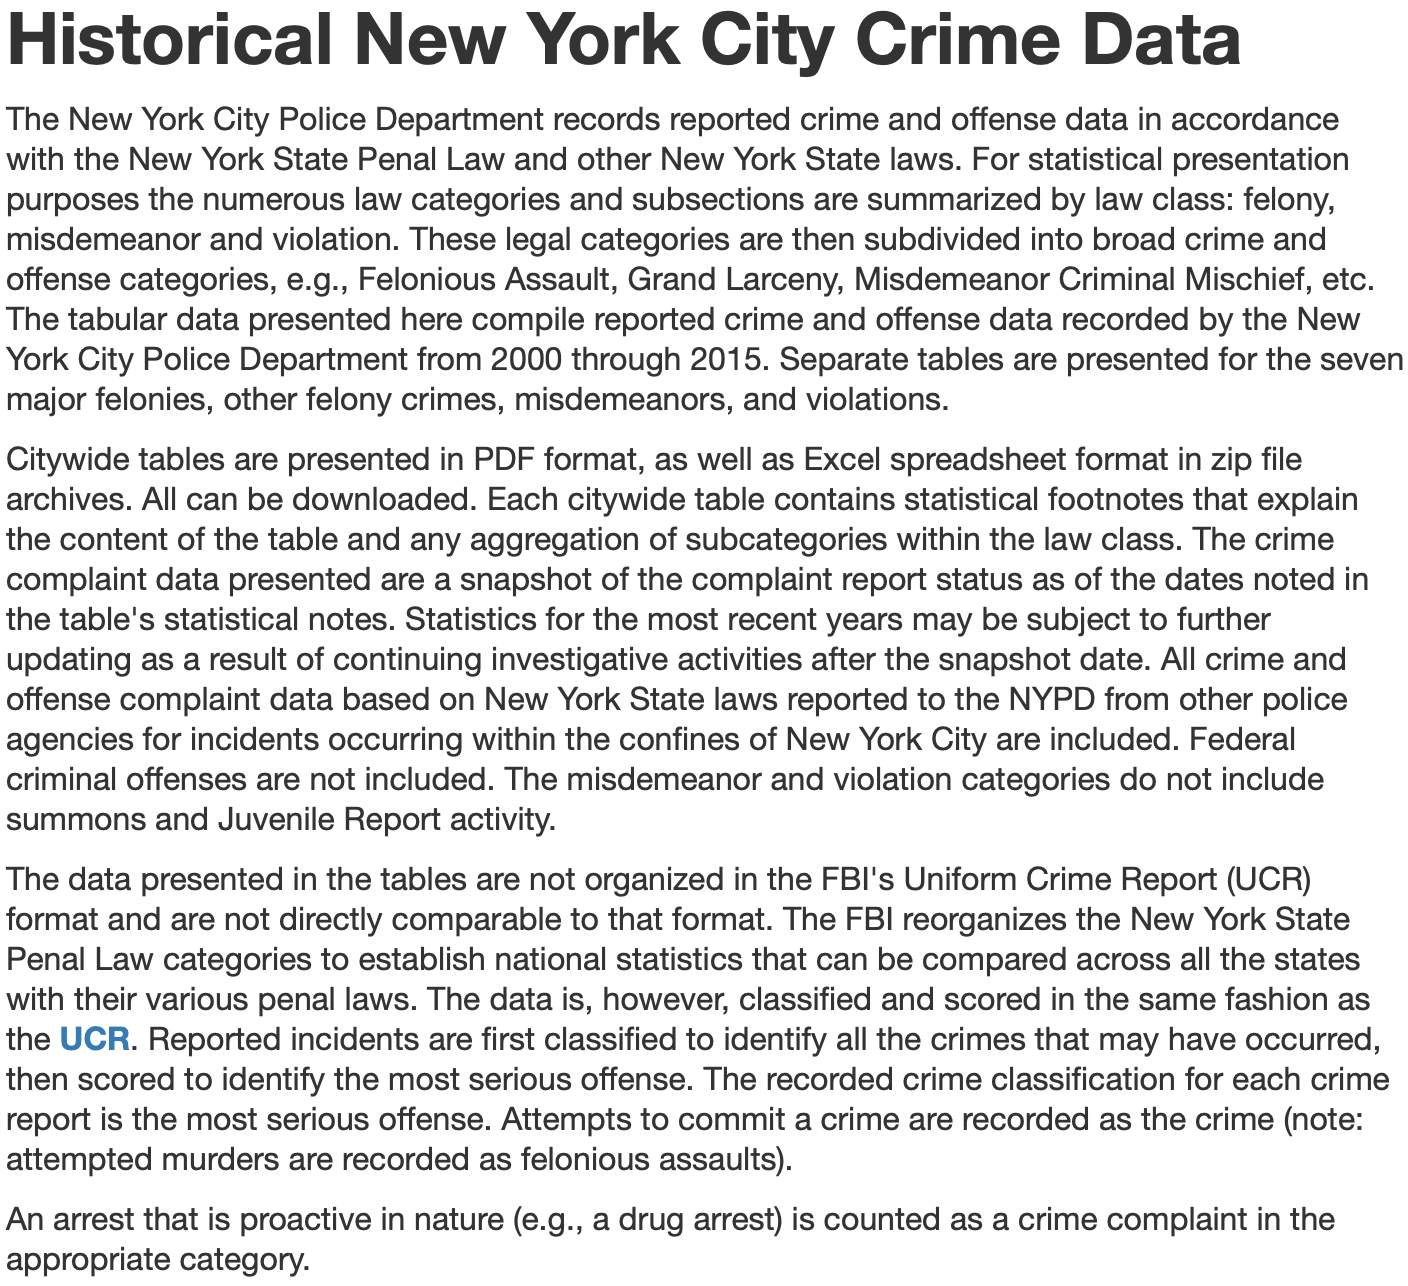 Historical New York City Crime Data
The New York City Police Department records reported crime and offense data in accordance
with the New York State Penal Law and other New York State laws. For statistical presentation
purposes the numerous law categories and subsections are summarized by law class: felony,
misdemeanor and violation. These legal categories are then subdivided into broad crime and
offense categories, e.g., Felonious Assault, Grand Larceny, Misdemeanor Criminal Mischief, etc.
The tabular data presented here compile reported crime and offense data recorded by the New
York City Police Department from 2000 through 2015. Separate tables are presented for the seven
major felonies, other felony crimes, misdemeanors, and violations.
Citywide tables are presented in PDF format, as well as Excel spreadsheet format in zip file
archives. All can be downloaded. Each citywide table contains statistical footnotes that explain
the content of the table and any aggregation of subcategories within the law class. The crime
complaint data presented are a snapshot of the complaint report status as of the dates noted in
the table's statistical notes. Statistics for the most recent years may be subject to further
updating as a result of continuing investigative activities after the snapshot date. All crime and
offense complaint data based on New York State laws reported to the NYPD from other police
agencies for incidents occurring within the confines of New York City are included. Federal
criminal offenses are not included. The misdemeanor and violation categories do not include
summons and Juvenile Report activity.
The data presented in the tables are not organized in the FBI's Uniform Crime Report (UCR)
format and are not directly comparable to that format. The FBI reorganizes the New York State
Penal Law categories to establish national statistics that can be compared across all the states
with their various penal laws. The data is, however, classified and scored in the same fashion as
the UCR. Reported incidents are first classified to identify all the crimes that may have occurred,
then scored to identify the most serious offense. The recorded crime classification for each crime
report is the most serious offense. Attempts to commit a crime are recorded as the crime (note:
attempted murders are recorded as felonious assaults).
An arrest that is proactive in nature (e.g., a drug arrest) is counted as a crime complaint in the
appropriate category.